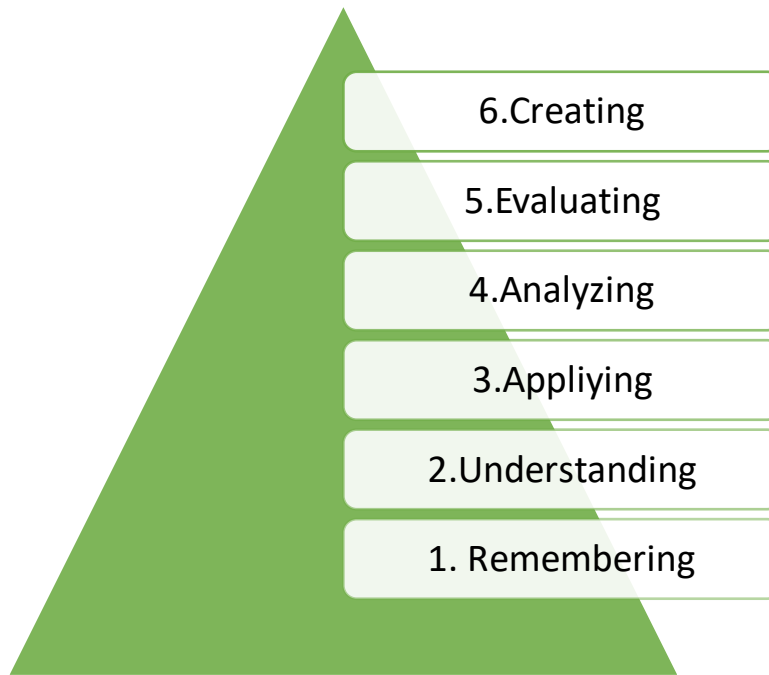 6.Creating
5.Evaluating
4.Analyzing
3.Appliying
2.Understanding
1. Remembering